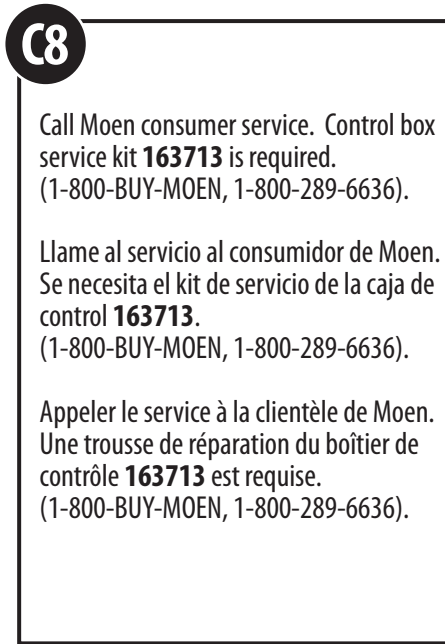 C8
Call Moen consumer service.  Control box
service kit 163713 is required.
(1-800-BUY-MOEN, 1-800-289-6636).
Llame al servicio al consumidor de Moen.
Se necesita el kit de servicio de la caja de
control 163713.
(1-800-BUY-MOEN, 1-800-289-6636).
Appeler le service à la clientèle de Moen.
Une trousse de réparation du boîtier de
contrôle 163713 est requise.
(1-800-BUY-MOEN, 1-800-289-6636).